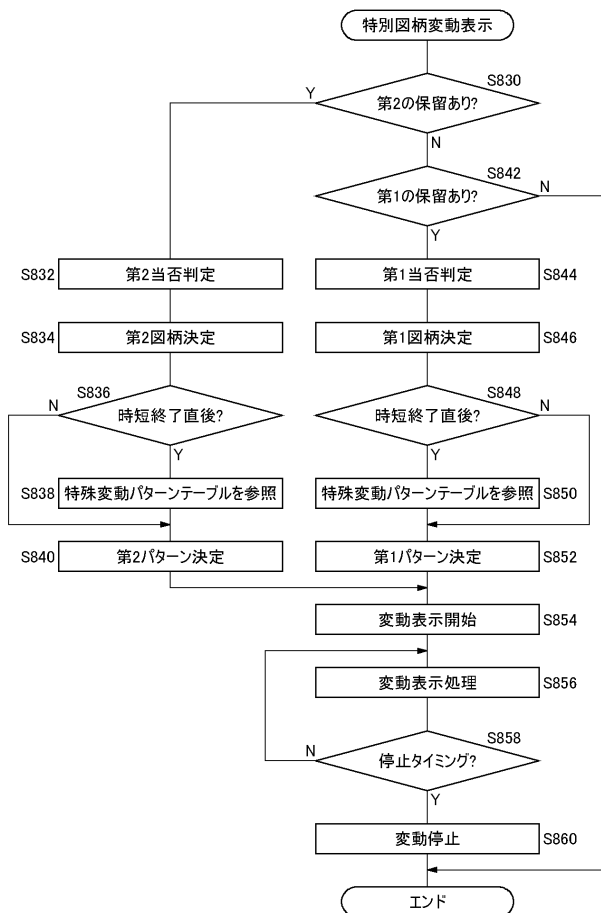 特別図柄変動表示
S830
第2の保留あり?
Y
N
S842
第1の保留あり?
N
Y
S832
第2当否判定
第1当否判定
S844
S834
第2図柄決定
第1図柄決定
S846
S836
時短終了直後?
N
Y
S848
時短終了直後?
N
Y
S838
特殊変動パターンテーブルを参照
特殊変動パターンテーブルを参照
S850
S840
第2パターン決定
第1パターン決定
S852
変動表示開始
S854
変動表示処理
S856
S858
停止タイミング?
N
Y
変動停止
S860
エンド